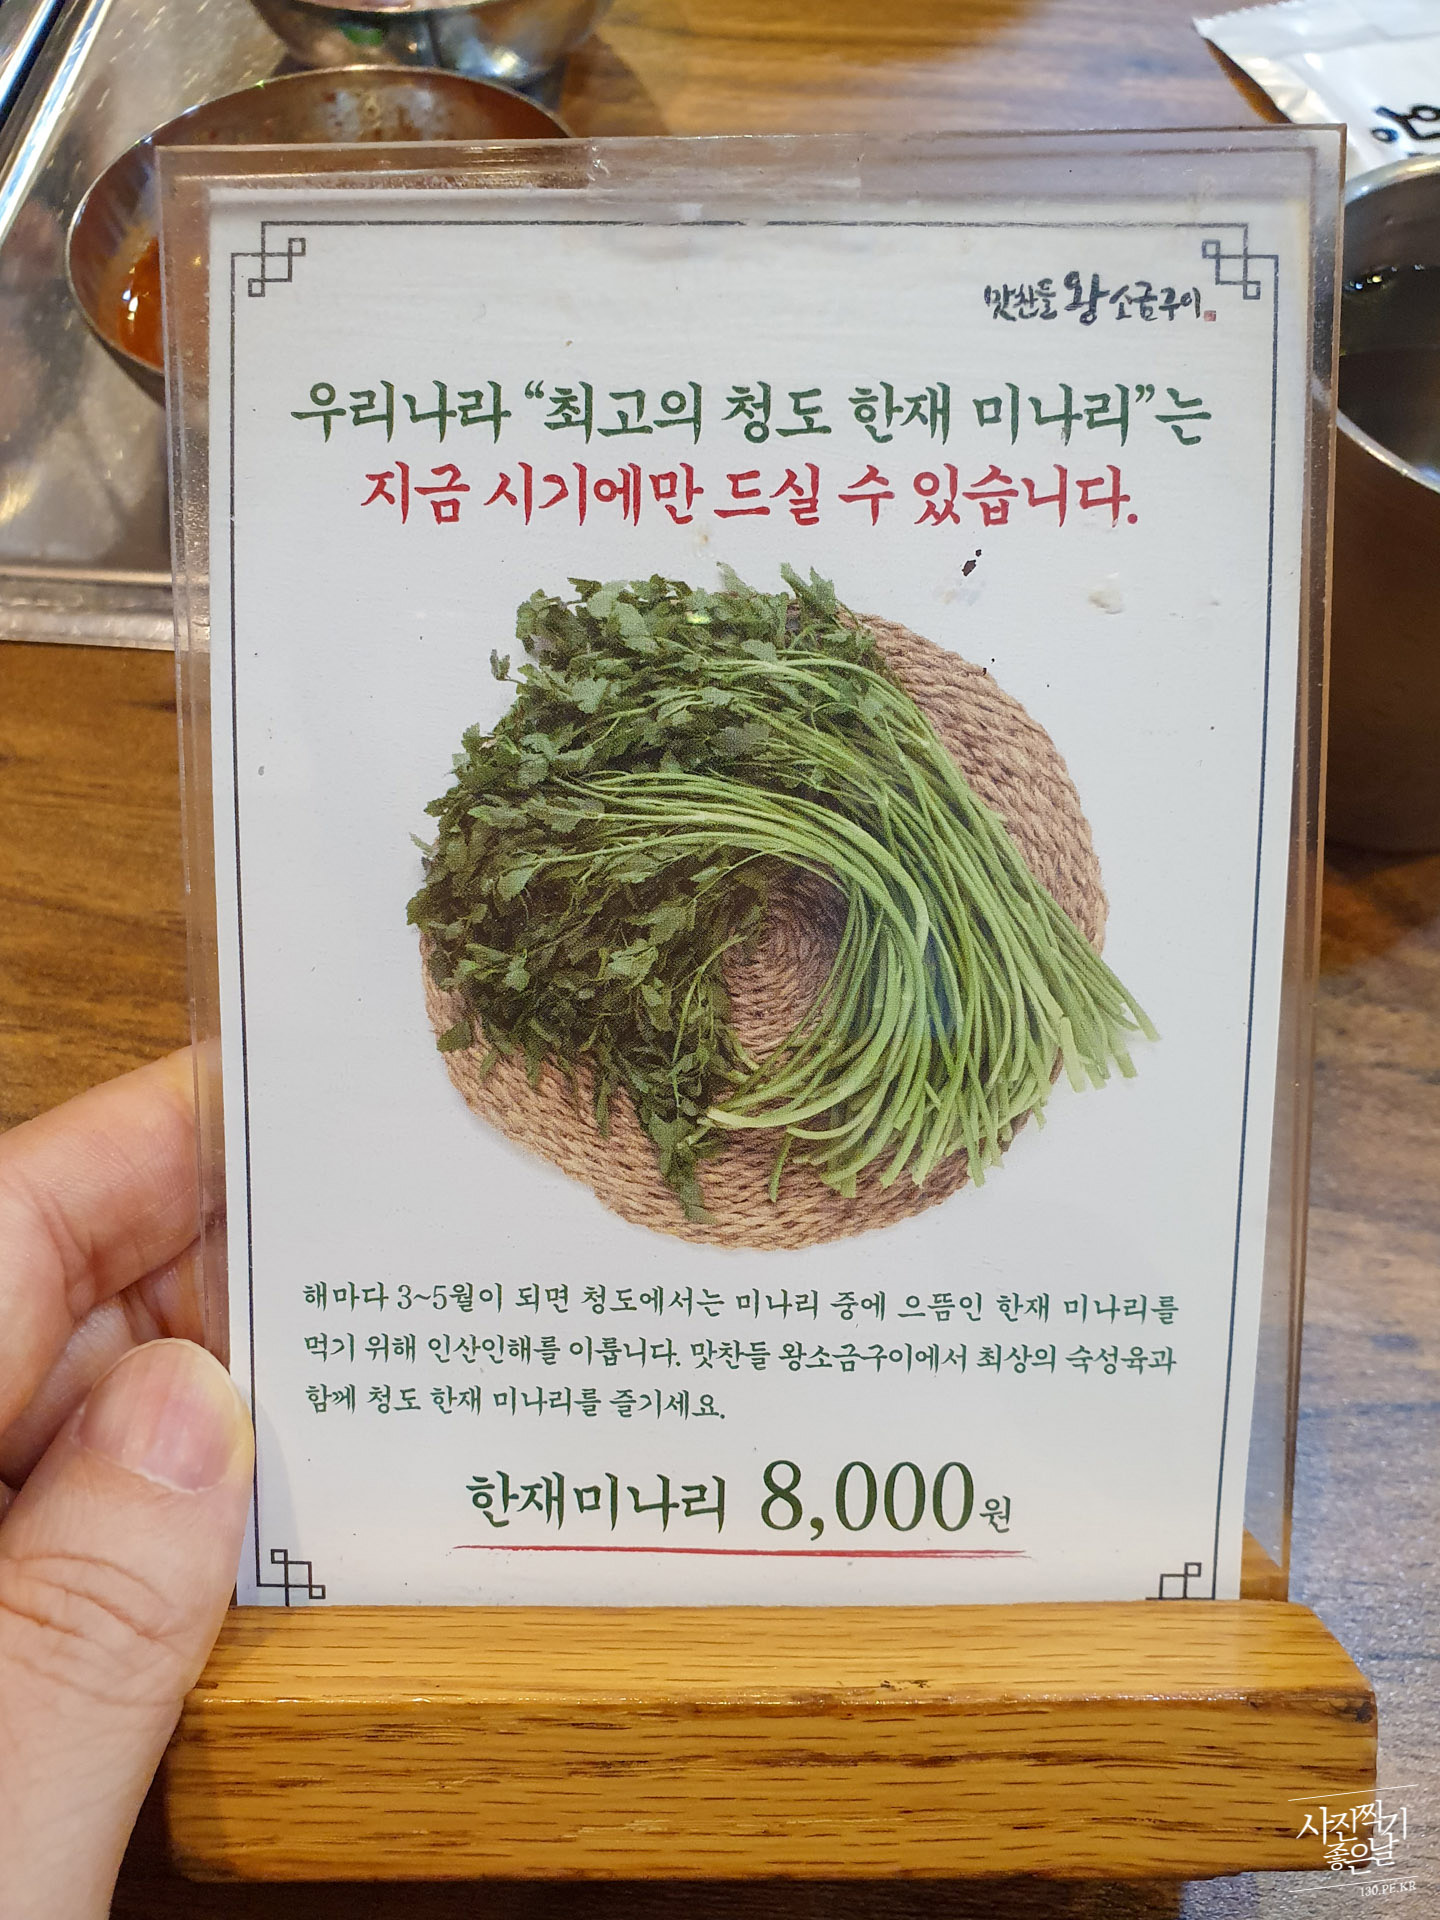 맛찬들 왕소금구이
우리나라 “최고의 청도 한재 미나리”는
지금 시기에만 드실 수 있습니다.
해마다 3~5월이 되면 청도에서는 미나리 중에 으뜸인 한재 미나리를
먹기 위해 인산인해를 이룹니다. 맛찬들 왕소금구이에서 최상의 숙성육과
함께 청도 한재 미나리를 즐기세요.
한재미나리 8,000원
사진찍기
좋은날
130.PE.KR